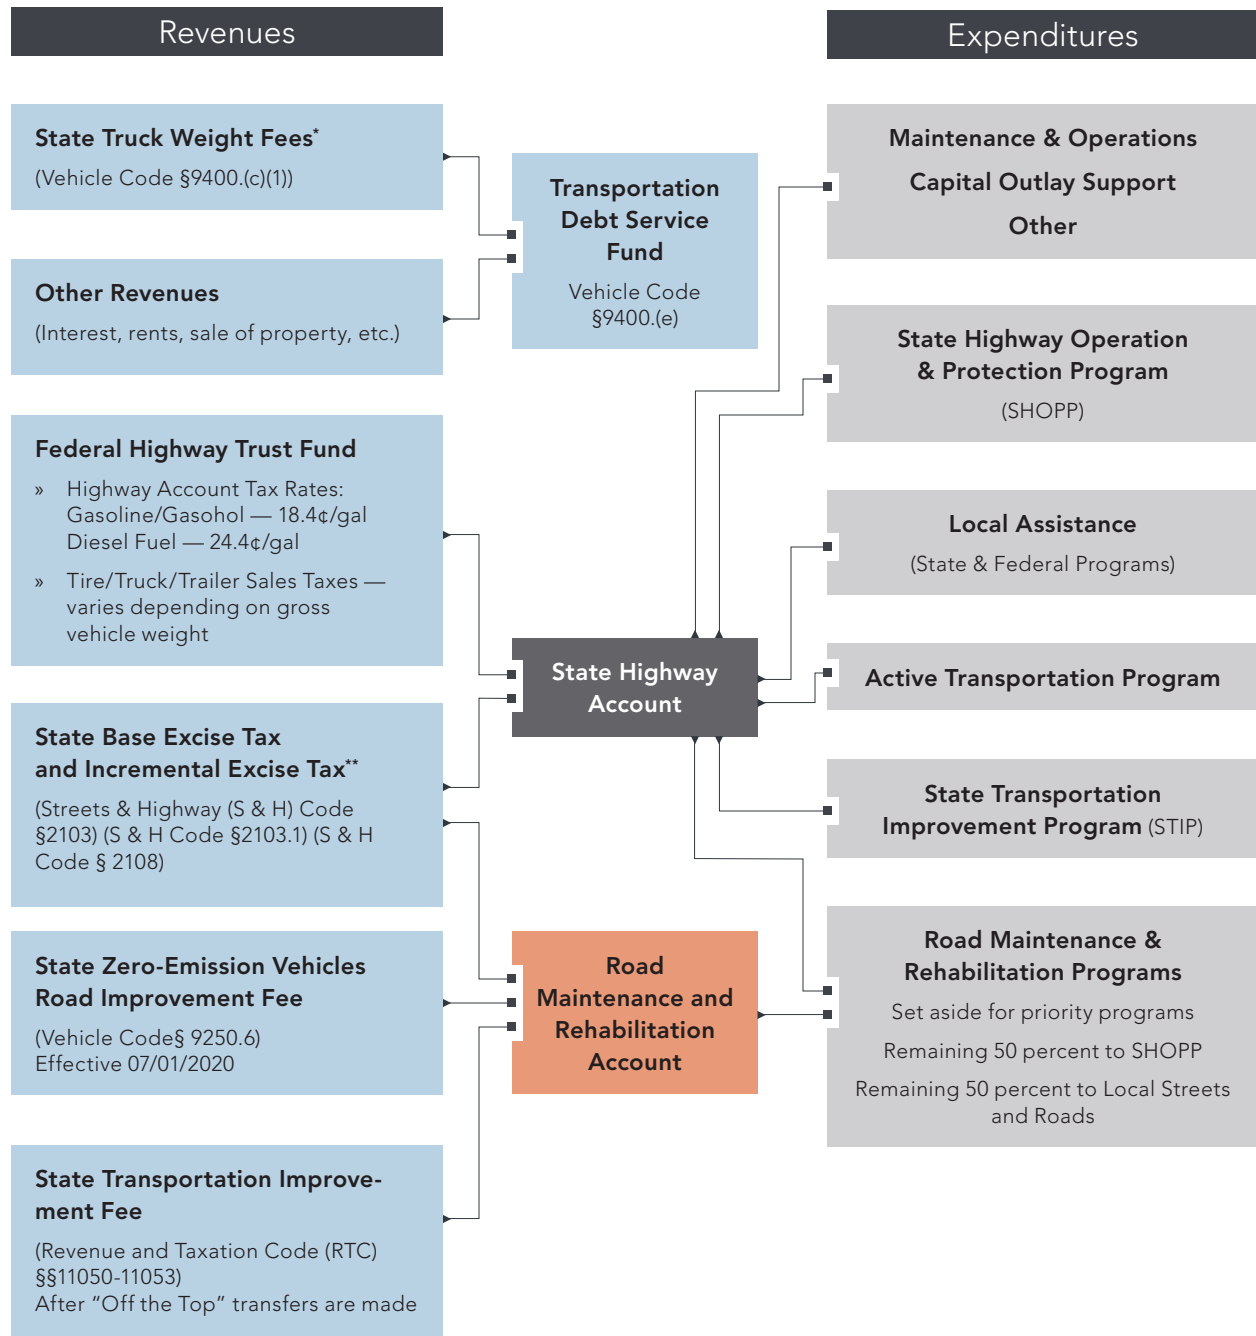 Revenues
State Truck Weight Fees*
(Vehicle Code §9400.(c)(1))
Other Revenues
(Interest, rents, sale of property, etc.)
Federal Highway Trust Fund
» Highway Account Tax Rates:
Gasoline/Gasohol — 18.4¢/gal
Diesel Fuel — 24.4¢/gal
» Tire/Truck/Trailer Sales Taxes —
varies depending on gross
vehicle weight
State Base Excise Tax
and Incremental Excise Tax**
(Streets & Highway (S & H) Code
§2103) (S & H Code §2103.1) (S & H
Code § 2108)
State Zero-Emission Vehicles
Road Improvement Fee
(Vehicle Code§ 9250.6)
Effective 07/01/2020
State Transportation Improve-
ment Fee
(Revenue and Taxation Code (RTC)
§§11050-11053)
After “Off the Top” transfers are made
Transportation
Debt Service
Fund
Vehicle Code
§9400.(e)
State Highway
Account
Road
Maintenance and
Rehabilitation
Account
Expenditures
Maintenance & Operations
Capital Outlay Support
Other
State Highway Operation
& Protection Program
(SHOPP)
Local Assistance
(State & Federal Programs)
Active Transportation Program
State Transportation
Improvement Program (STIP)
Road Maintenance &
Rehabilitation Programs
Set aside for priority programs
Remaining 50 percent to SHOPP
Remaining 50 percent to Local Streets
and Roads